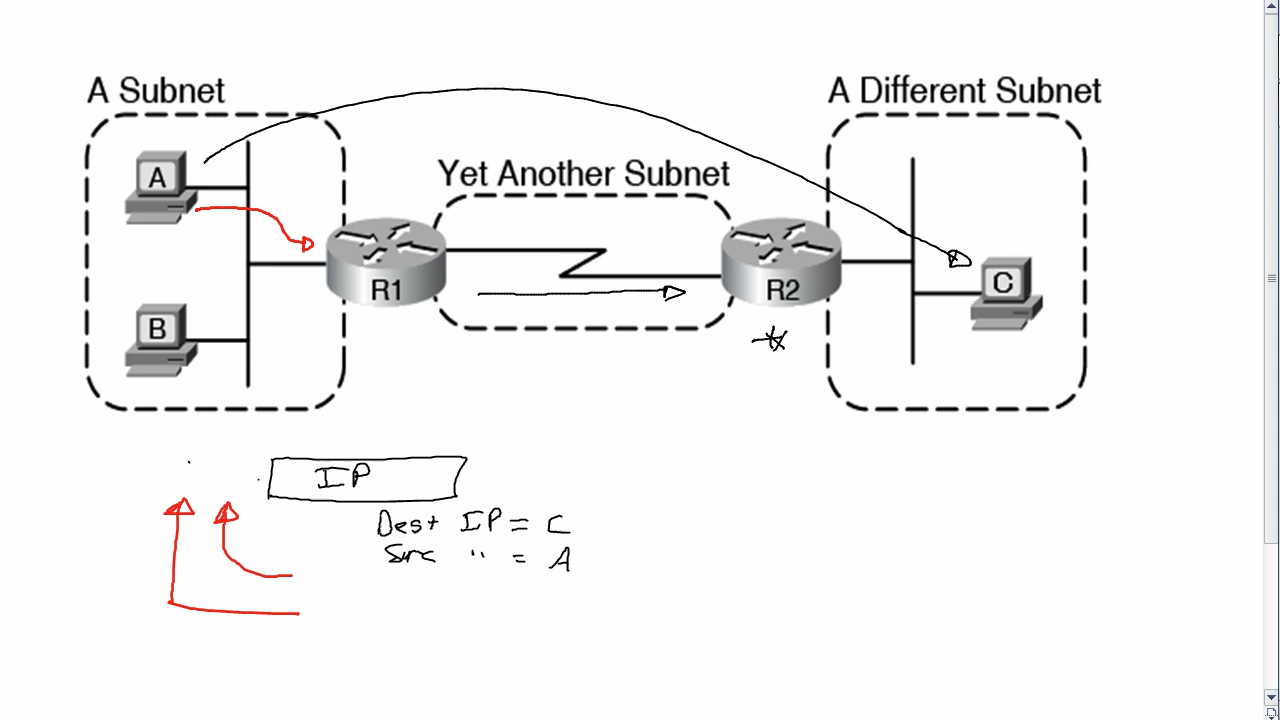 A Subnet
A Different Subnet
Yet Another Subnet
A
B
R1
R2
C
IP
Dest IP = C
Src " = A